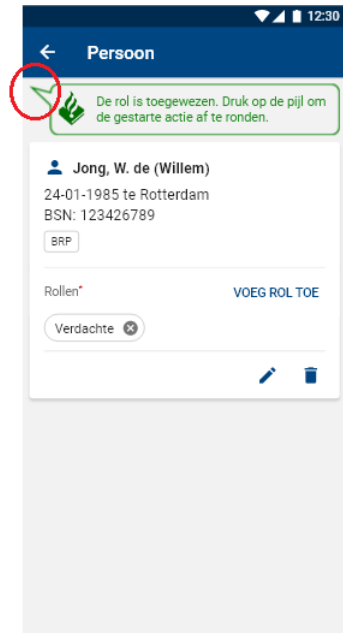 12:30
Persoon
De rol is toegewezen. Druk op de pijl om
de gestarte actie af te ronden.
Jong, W. de (Willem)
24-01-1985 te Rotterdam
BSN: 123426789
BRP
Rollen* VOEG ROL TOE
Verdachte